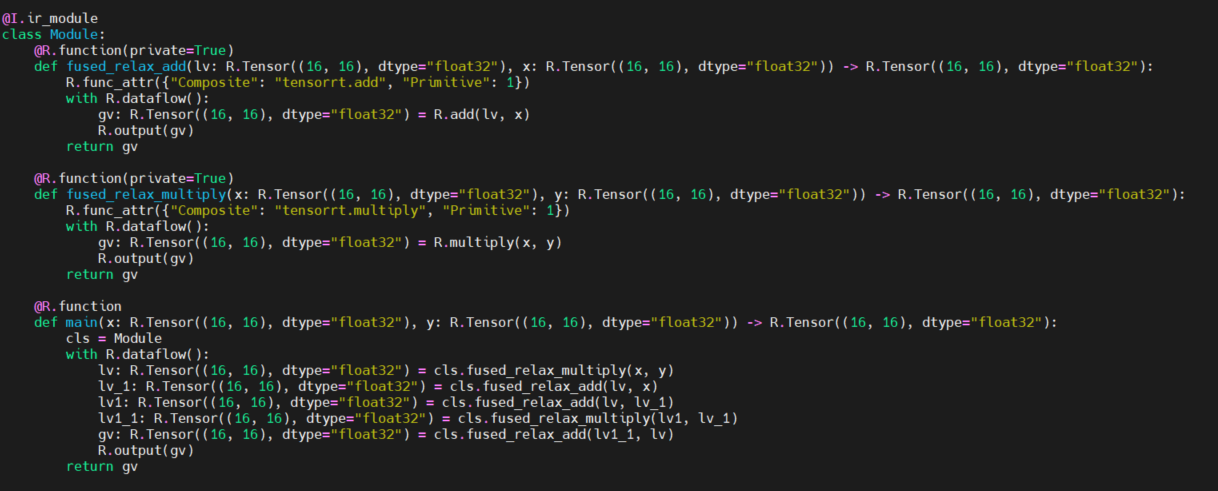 @I.ir_module
class Module:
    @R.function(private=True)
    def fused_relax_add(lv: R.Tensor((16, 16), dtype="float32"), x: R.Tensor((16, 16), dtype="float32")) -> R.Tensor((16, 16), dtype="float32"):
        R.func_attr({"Composite": "tensorrt.add", "Primitive": 1})
        with R.dataflow():
            gv: R.Tensor((16, 16), dtype="float32") = R.add(lv, x)
            R.output(gv)
        return gv

    @R.function(private=True)
    def fused_relax_multiply(x: R.Tensor((16, 16), dtype="float32"), y: R.Tensor((16, 16), dtype="float32")) -> R.Tensor((16, 16), dtype="float32"):
        R.func_attr({"Composite": "tensorrt.multiply", "Primitive": 1})
        with R.dataflow():
            gv: R.Tensor((16, 16), dtype="float32") = R.multiply(x, y)
            R.output(gv)
        return gv

    @R.function
    def main(x: R.Tensor((16, 16), dtype="float32"), y: R.Tensor((16, 16), dtype="float32")) -> R.Tensor((16, 16), dtype="float32"):
        cls = Module
        with R.dataflow():
            lv: R.Tensor((16, 16), dtype="float32") = cls.fused_relax_multiply(x, y)
            lv_1: R.Tensor((16, 16), dtype="float32") = cls.fused_relax_add(lv, x)
            lv1: R.Tensor((16, 16), dtype="float32") = cls.fused_relax_add(lv, lv_1)
            lv1_1: R.Tensor((16, 16), dtype="float32") = cls.fused_relax_multiply(lv1, lv_1)
            gv: R.Tensor((16, 16), dtype="float32") = cls.fused_relax_add(lv1_1, lv)
            R.output(gv)
        return gv